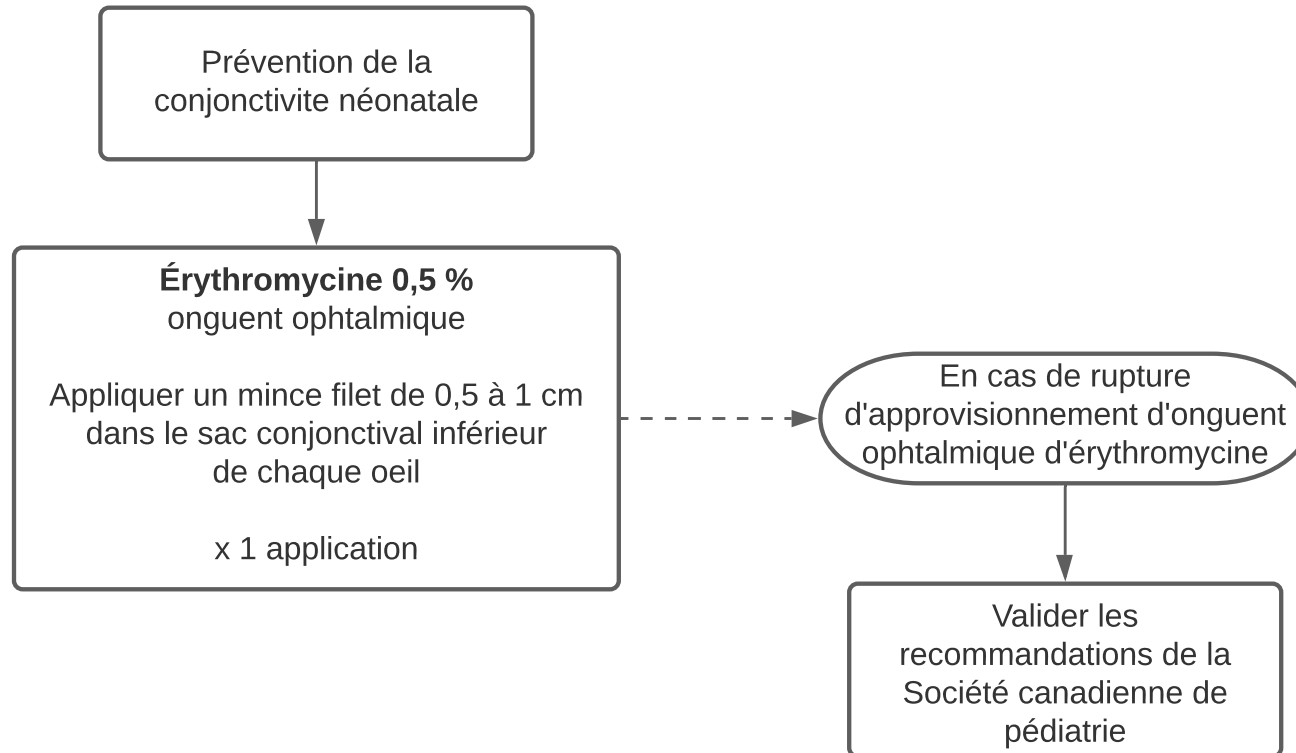 Prévention de la
conjonctivite néonatale
Érythromycine 0,5 %
onguent ophtalmique
Appliquer un mince filet de 0,5 à 1 cm
dans le sac conjonctival inférieur
de chaque oeil
x 1 application
En cas de rupture
d'approvisionnement d'onguent
ophtalmique d'érythromycine
Valider les
recommandations de la
Société canadienne de
pédiatrie